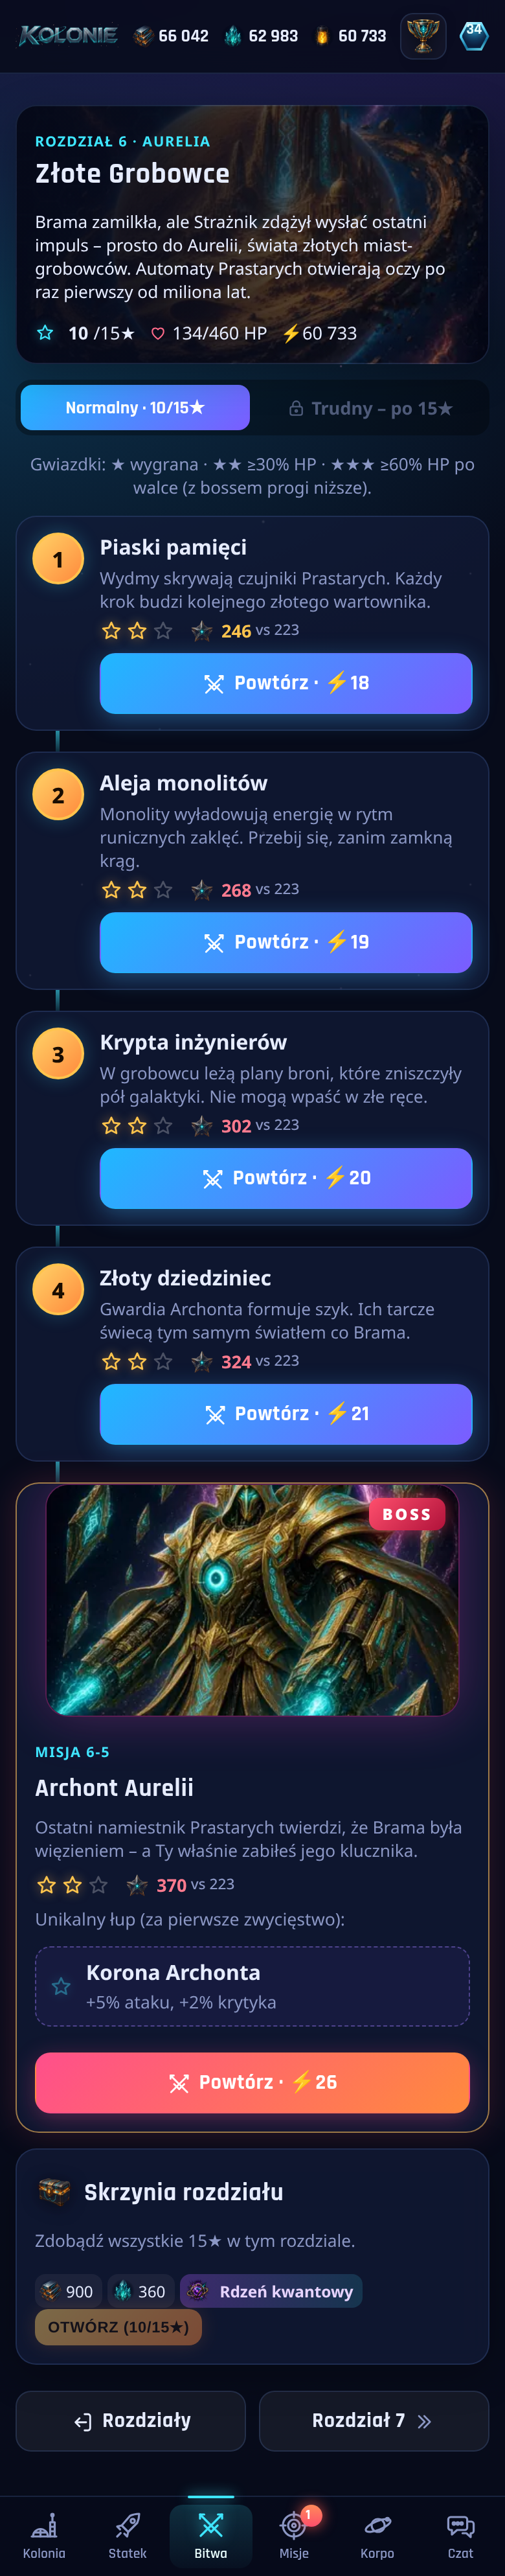 KOLONIE 66 042 62 983 60 733 34
ROZDZIAŁ 6 · AURELIA
Złote Grobowce
Brama zamilkła, ale Strażnik zdążył wysłać ostatni
impuls – prosto do Aurelii, świata złotych miast-
grobowców. Automaty Prastarych otwierają oczy po
raz pierwszy od miliona lat.
10 /15★ 134/460 HP ⚡60 733
Normalny · 10/15★ Trudny – po 15★
Gwiazdki: ★ wygrana · ★★ ≥30% HP · ★★★ ≥60% HP po
walce (z bossem progi niższe).
1 Piaski pamięci
Wydmy skrywają czujniki Prastarych. Każdy
krok budzi kolejnego złotego wartownika.
246 vs 223
Powtórz · ⚡18
2 Aleja monolitów
Monolity wyładowują energię w rytm
runicznych zaklęć. Przebij się, zanim zamkną
krąg.
268 vs 223
Powtórz · ⚡19
3 Krypta inżynierów
W grobowcu leżą plany broni, które zniszczyły
pół galaktyki. Nie mogą wpaść w złe ręce.
302 vs 223
Powtórz · ⚡20
4 Złoty dziedziniec
Gwardia Archonta formuje szyk. Ich tarcze
świecą tym samym światłem co Brama.
324 vs 223
Powtórz · ⚡21
BOSS
MISJA 6-5
Archont Aurelii
Ostatni namiestnik Prastarych twierdzi, że Brama była
więzieniem – a Ty właśnie zabiłeś jego klucznika.
370 vs 223
Unikalny łup (za pierwsze zwycięstwo):
Korona Archonta
+5% ataku, +2% krytyka
Powtórz · ⚡26
Skrzynia rozdziału
Zdobądź wszystkie 15★ w tym rozdziale.
900 360 Rdzeń kwantowy
OTWÓRZ (10/15★)
Rozdziały Rozdział 7
1
Kolonia Statek Bitwa Misje Korpo Czat